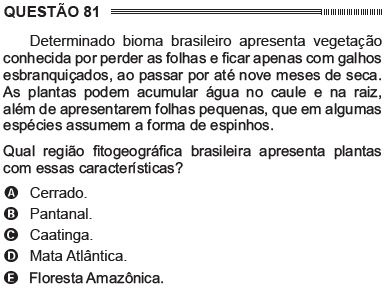 QUESTÃO 81
Determinado bioma brasileiro apresenta vegetação
conhecida por perder as folhas e ficar apenas com galhos
esbranquiçados, ao passar por até nove meses de seca.
As plantas podem acumular água no caule e na raiz,
além de apresentarem folhas pequenas, que em algumas
espécies assumem a forma de espinhos.
Qual região fitogeográfica brasileira apresenta plantas
com essas características?
A Cerrado.
B Pantanal.
C Caatinga.
D Mata Atlântica.
E Floresta Amazônica.